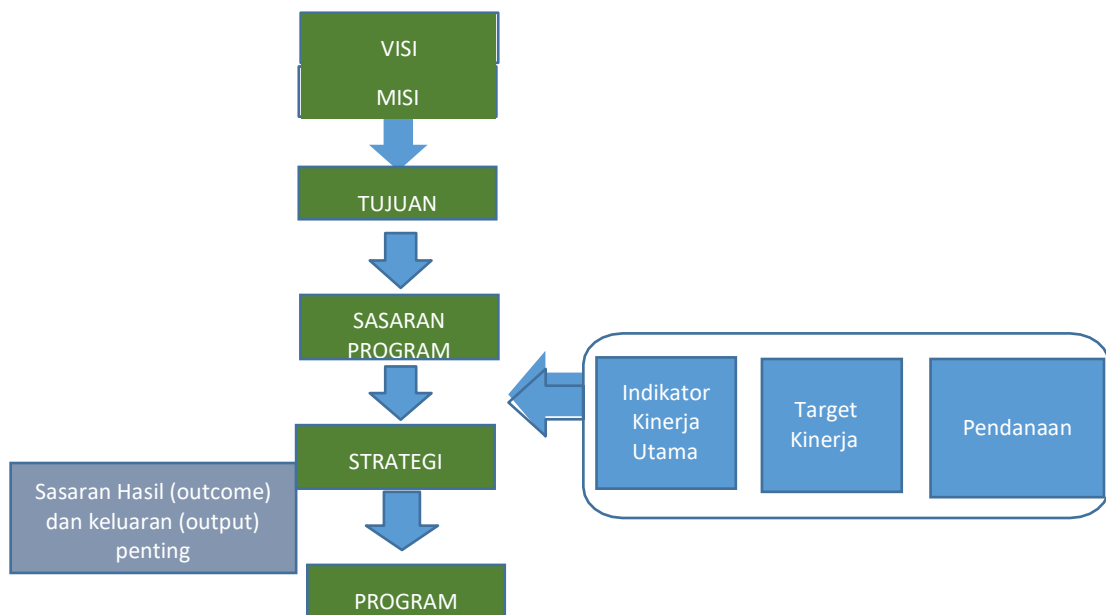 VISI
MISI
TUJUAN
SASARAN
PROGRAM
Indikator
Kinerja
Utama
Target
Kinerja
Pendanaan
STRATEGI
Sasaran Hasil (outcome)
dan keluaran (output)
penting
PROGRAM